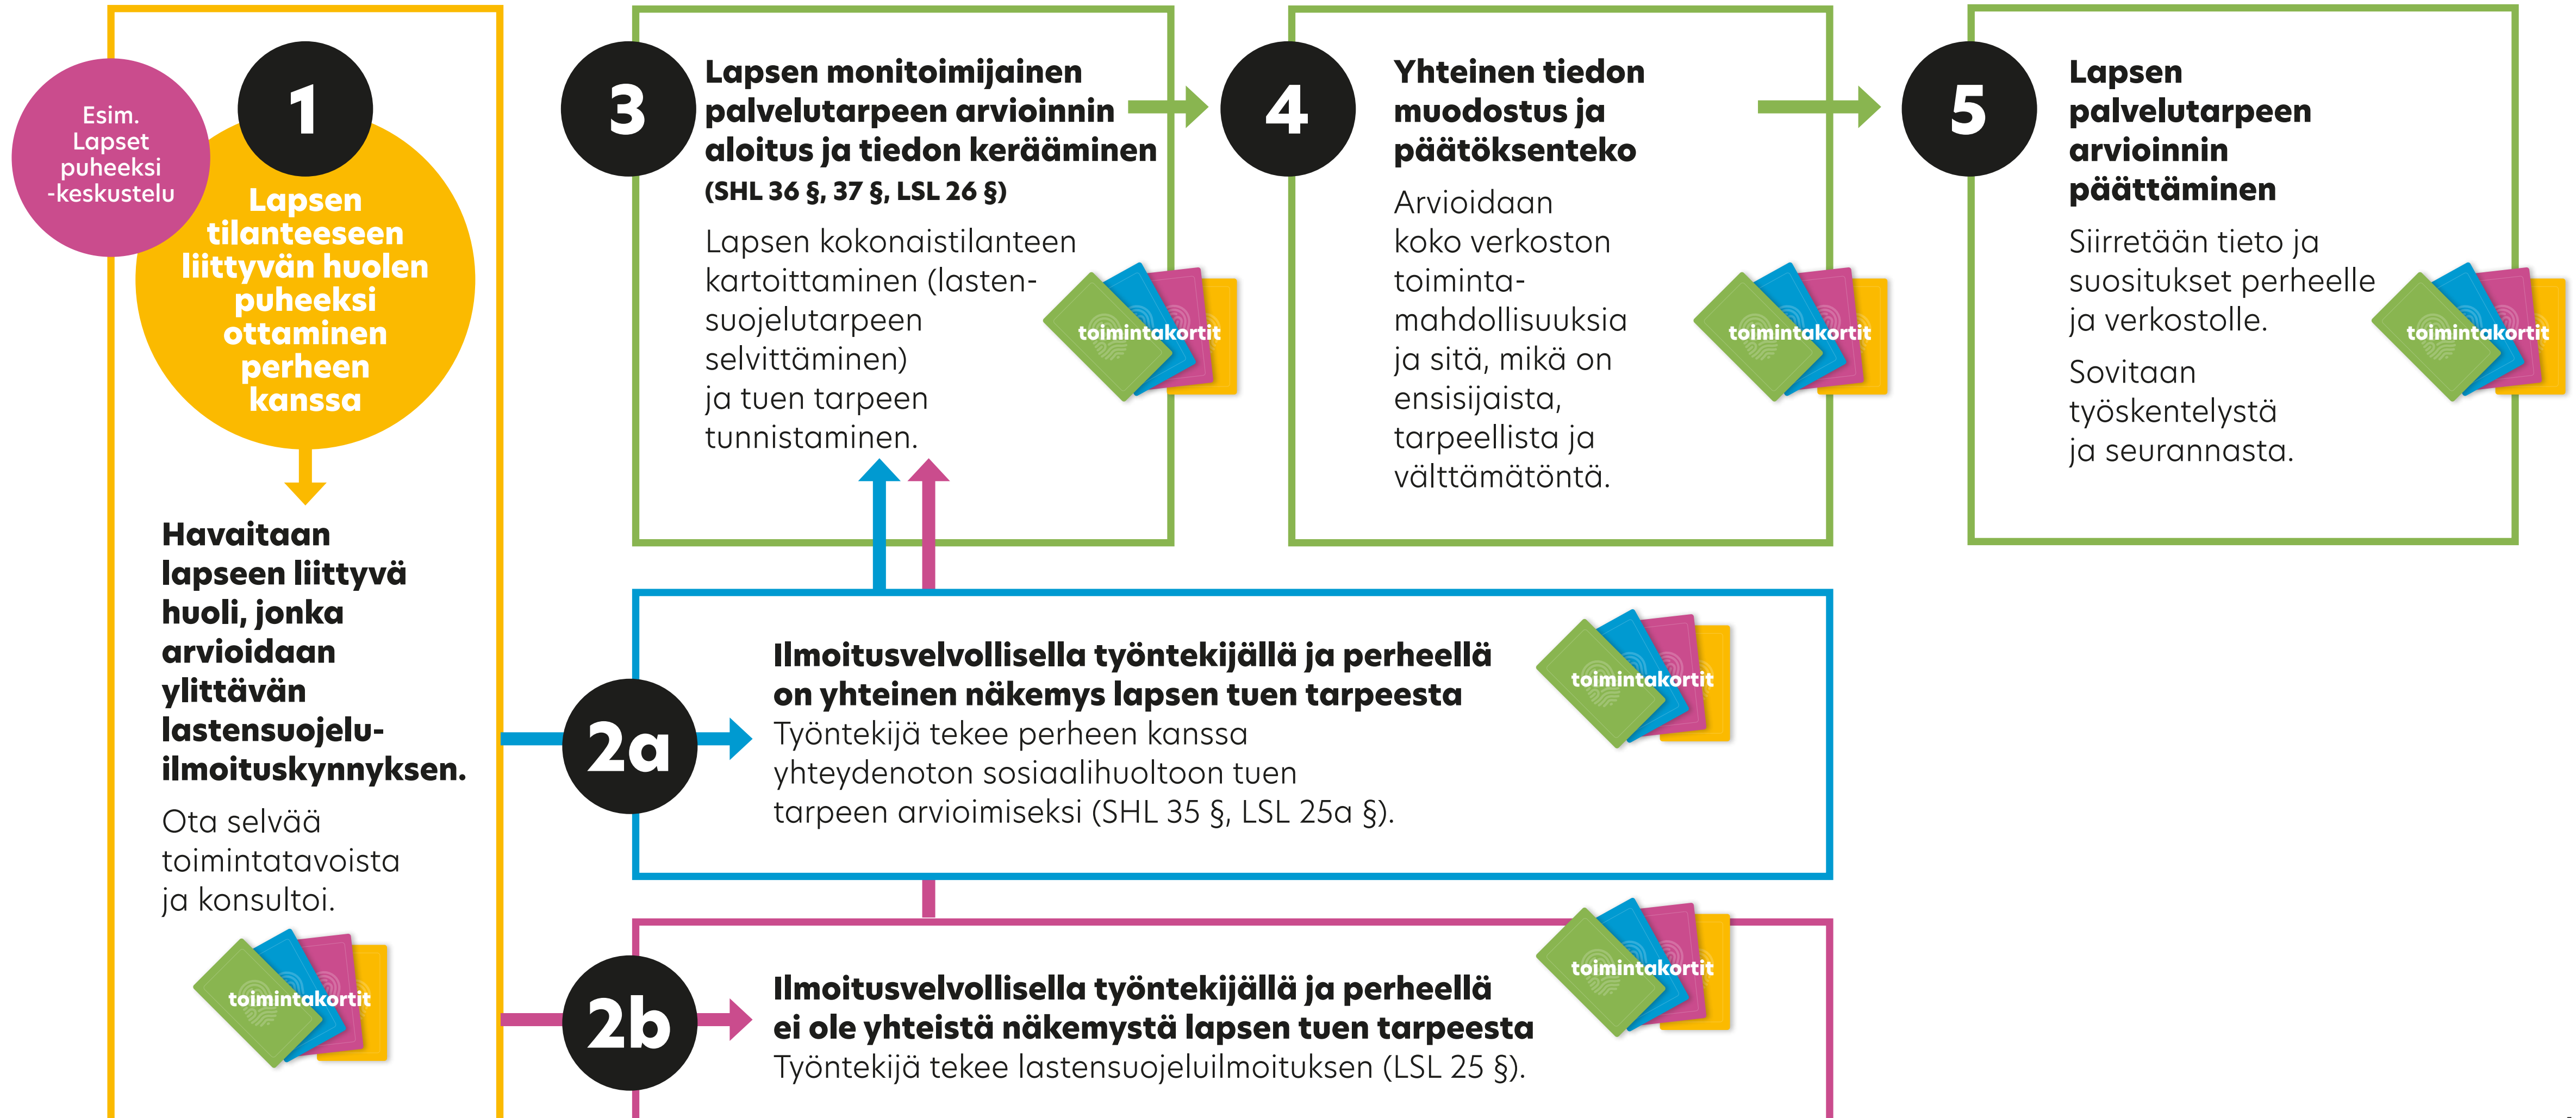 Esim.
Lapset
puheeksi
-keskustelu
1
Lapsen
tilanteeseen
liittyvän huolen
puheeksi
ottaminen
perheen
kanssa
Havaitaan
lapseen liittyvä
huoli, jonka
arvioidaan
ylittävän
lastensuojelu-
ilmoituskynnyksen.
Ota selvää
toimintatavoista
ja konsultoi.
toimintakortit
2a
Ilmoitusvelvollisella työntekijällä ja perheellä
on yhteinen näkemys lapsen tuen tarpeesta
Työntekijä tekee perheen kanssa
yhteydenoton sosiaalihuoltoon tuen
tarpeen arvioimiseksi (SHL 35 §, LSL 25a §).
toimintakortit
2b
Ilmoitusvelvollisella työntekijällä ja perheellä
ei ole yhteistä näkemystä lapsen tuen tarpeesta
Työntekijä tekee lastensuojeluilmoituksen (LSL 25 §).
toimintakortit
3
Lapsen monitoimijainen
palvelutarpeen arvioinnin
aloitus ja tiedon kerääminen
(SHL 36 §, 37 §, LSL 26 §)
Lapsen kokonaistilanteen
kartoittaminen (lasten-
suojelutarpeen
selvittäminen)
ja tuen tarpeen
tunnistaminen.
toimintakortit
4
Yhteinen tiedon
muodostus ja
päätöksenteko
Arvioidaan
koko verkoston
toiminta-
mahdollisuuksia
ja sitä, mikä on
ensisijaista,
tarpeellista ja
välttämätöntä.
toimintakortit
5
Lapsen
palvelutarpeen
arvioinnin
päättäminen
Siirretään tieto ja
suositukset perheelle
ja verkostolle.
Sovitaan
työskentelystä
ja seurannasta.
toimintakortit